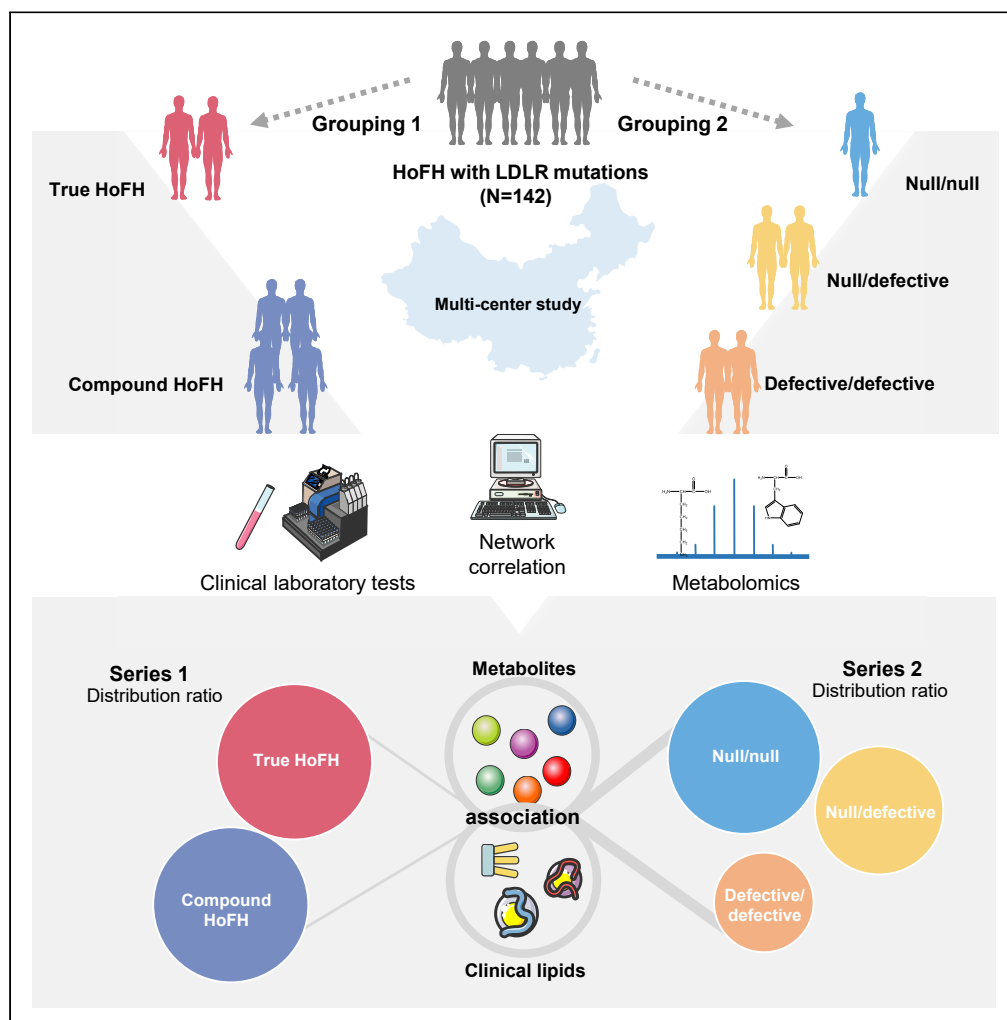 Grouping 1
Grouping 2
HoFH with LDLR mutations
(N=142)
True HoFH
Null/null
Null/defective
Multi-center study
Compound HoFH
Defective/defective
Clinical laboratory tests
Network
correlation
Metabolomics
Series 1
Distribution ratio
Metabolites
Series 2
Distribution ratio
True HoFH
Null/null
association
Null/defective
Compound
HoFH
Defective/
defective
Clinical lipids